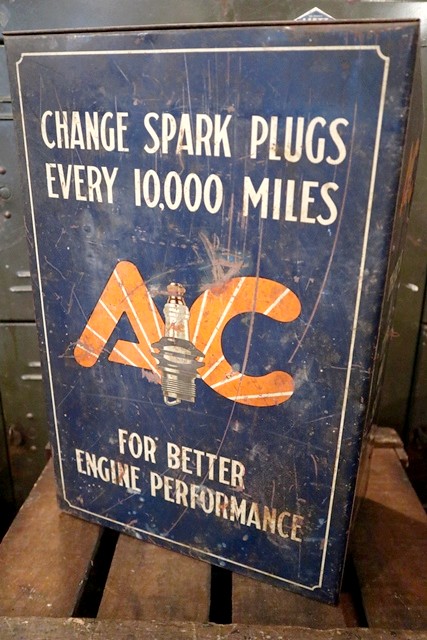 CHANGE SPARK PLUGS
EVERY 10,000 MILES
AC
FOR BETTER
ENGINE PERFORMANCE